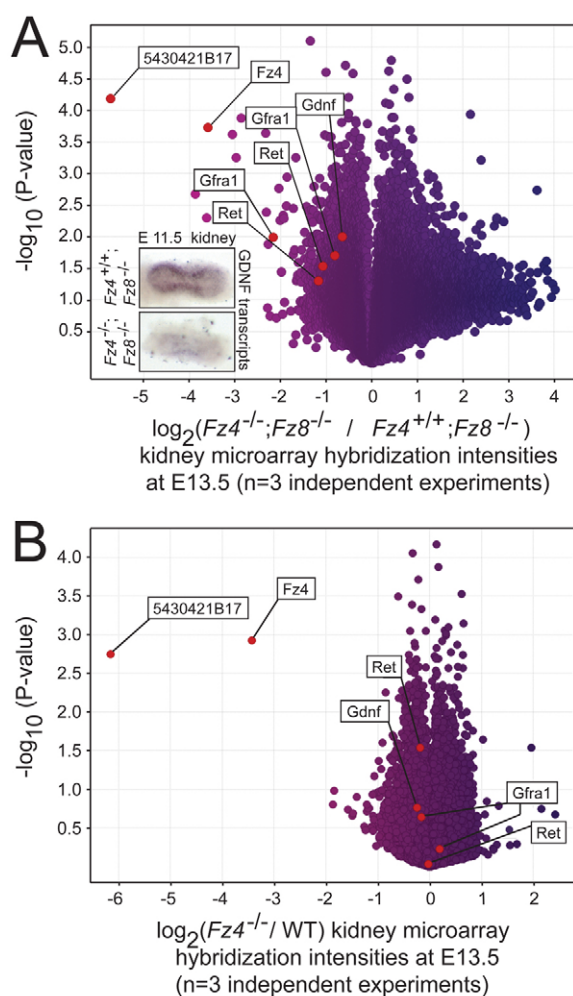 A
5.0
4.5
4.0
3.5
3.0
2.5
2.0
1.5
1.0
0.5
-log10 (P-value)
5430421B17
Fz4
Gdnf
Gfra1
Ret
Gfra1
Ret
E 11.5 kidney
Fz4+/+;
Fz8-/-
Fz4-/-;
Fz8-/-
GDNF transcripts
-5 -4 -3 -2 -1 0 1 2 3 4
log2(Fz4-/-;Fz8-/- / Fz4+/+;Fz8-/-)
kidney microarray hybridization intensities
at E13.5 (n=3 independent experiments)
B
4.0
3.5
3.0
2.5
2.0
1.5
1.0
0.5
-log10 (P-value)
5430421B17
Fz4
Ret
Gdnf
Gfra1
Ret
-6 -5 -4 -3 -2 -1 0 1 2
log2(Fz4-/-/ WT) kidney microarray
hybridization intensities at E13.5
(n=3 independent experiments)